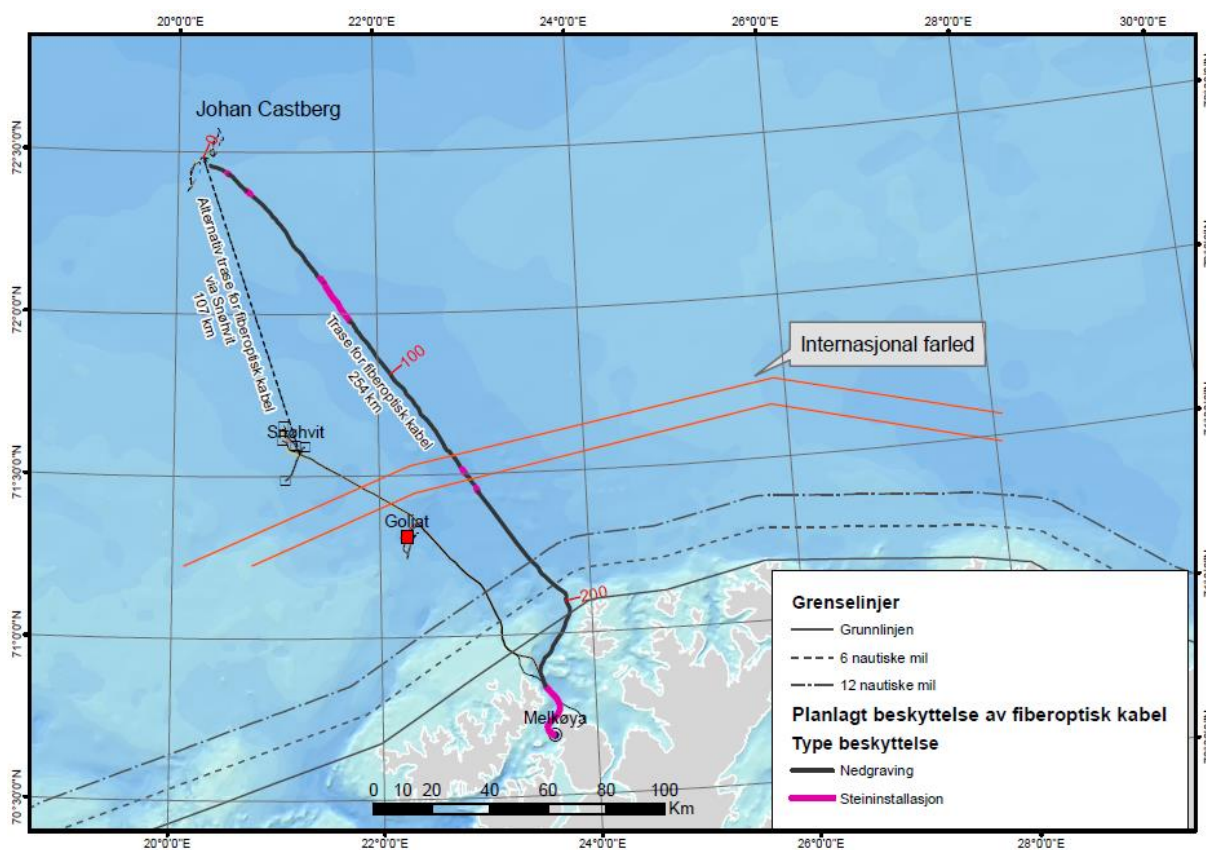 20°0'0"E 22°0'0"E 24°0'0"E 26°0'0"E 28°0'0"E 30°0'0"E
Johan Castberg
0
72°30'0"N
Alternativ trase for fiberoptisk kabel
via Snøhvit
107 km
72°0'0"N
Trase for fiberoptisk kabel
254 km
100
Internasjonal farled
Snøhvit
71°30'0"N
Goliat
200
71°0'0"N
Melkøya
70°30'0"N
0 10 20 40 60 80 100
Km
Grenselinjer
Grunnlinjen
6 nautiske mil
12 nautiske mil
Planlagt beskyttelse av fiberoptisk kabel
Type beskyttelse
Nedgraving
Steininstallasjon
20°0'0"E 22°0'0"E 24°0'0"E 26°0'0"E 28°0'0"E